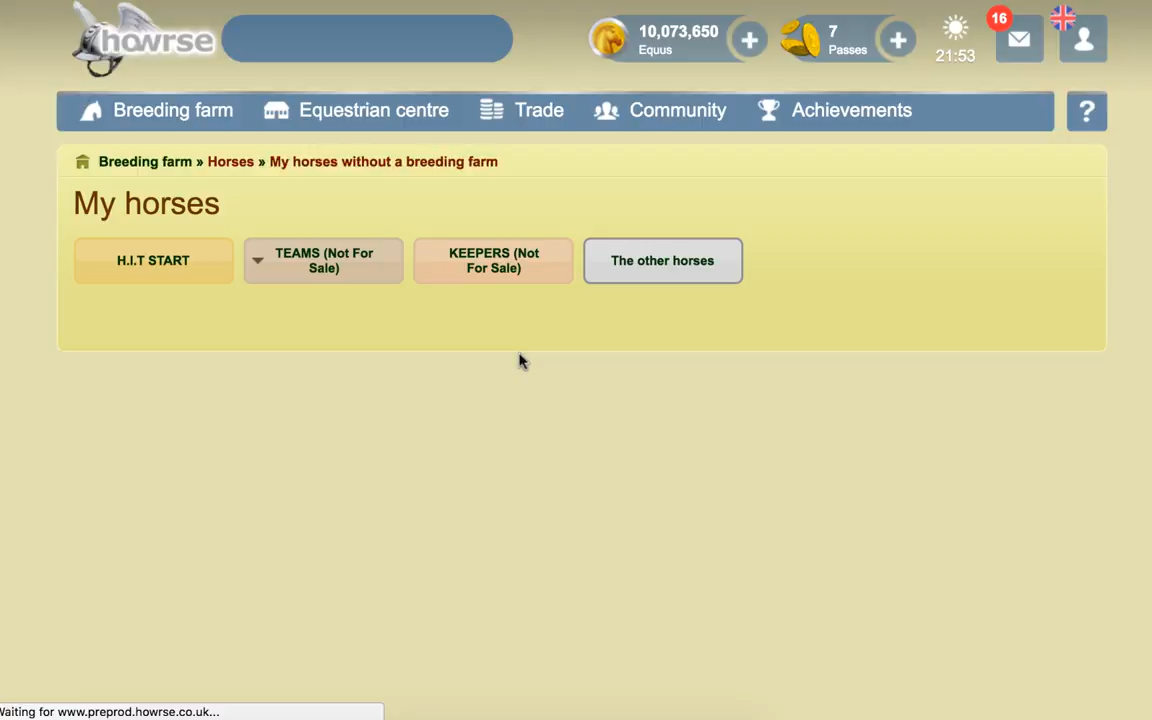 howrse
10,073,650
Equus
7
Passes
21:53
16
Breeding farm
Equestrian centre
Trade
Community
Achievements
?
Breeding farm » Horses » My horses without a breeding farm
My horses
H.I.T START
TEAMS (Not For
Sale)
KEEPERS (Not
For Sale)
The other horses
Waiting for www.preprod.howrse.co.uk...